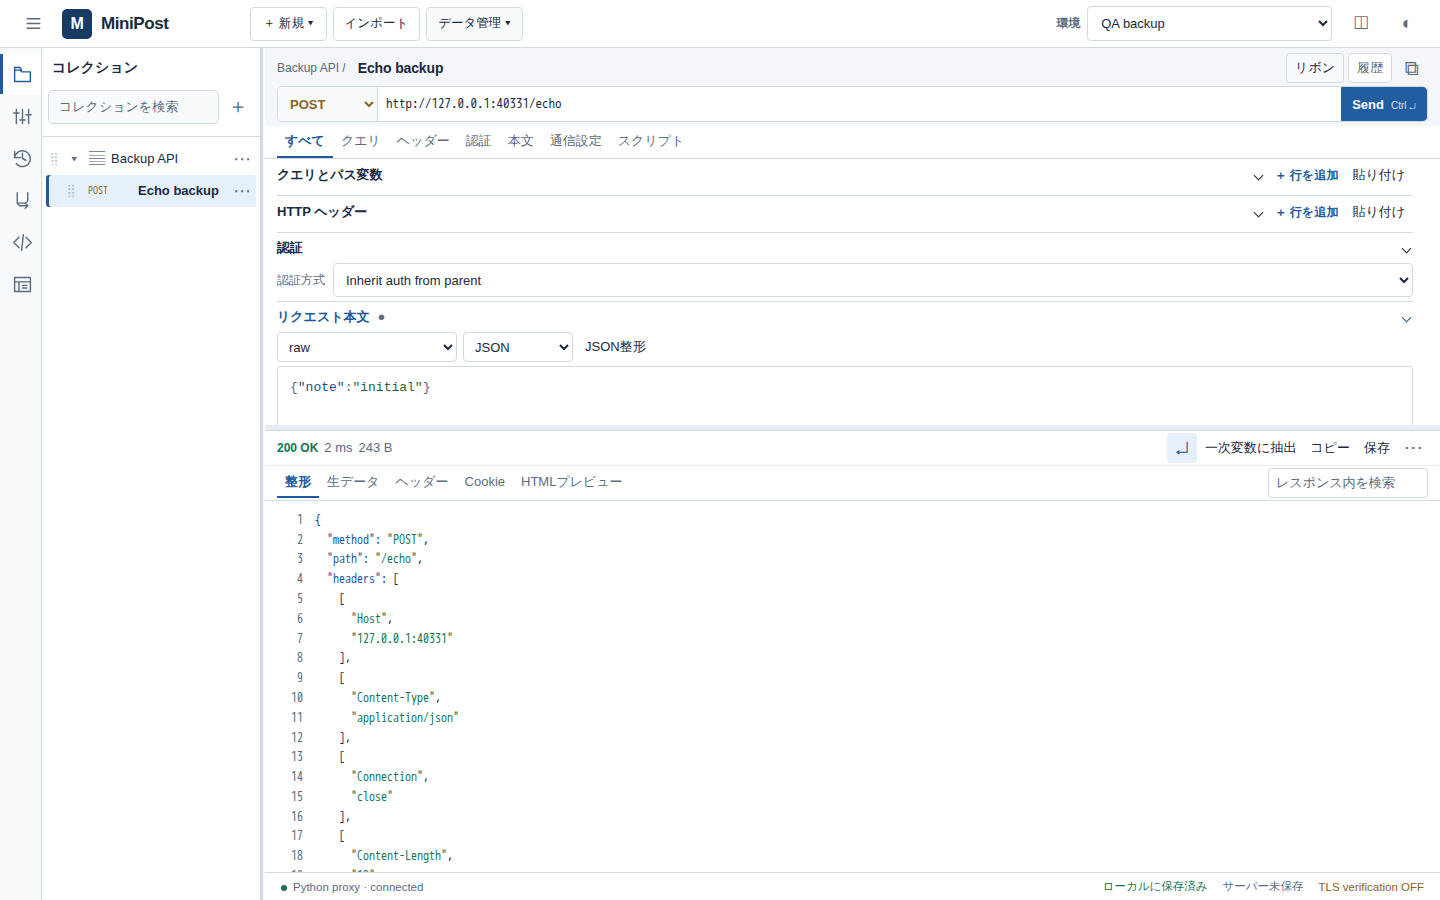 M MiniPost ＋ 新規 ▾ インポート データ管理 ▾ 環境 QA backup
コレクション
コレクションを検索 ＋
▾ Backup API ···
POST Echo backup ···
Backup API / Echo backup リボン 履歴
POST http://127.0.0.1:40331/echo Send Ctrl ⏎
すべて クエリ ヘッダー 認証 本文 通信設定 スクリプト
クエリとパス変数 + 行を追加 貼り付け
HTTP ヘッダー + 行を追加 貼り付け
認証
認証方式 Inherit auth from parent
リクエスト本文 ●
raw JSON JSON整形
{"note":"initial"}
200 OK 2 ms 243 B 一次変数に抽出 コピー 保存 ···
整形 生データ ヘッダー Cookie HTMLプレビュー レスポンス内を検索
1 {
2 "method": "POST",
3 "path": "/echo",
4 "headers": [
5 [
6 "Host",
7 "127.0.0.1:40331"
8 ],
9 [
10 "Content-Type",
11 "application/json"
12 ],
13 [
14 "Connection",
15 "close"
16 ],
17 [
18 "Content-Length",
● Python proxy · connected ローカルに保存済み サーバー未保存 TLS verification OFF